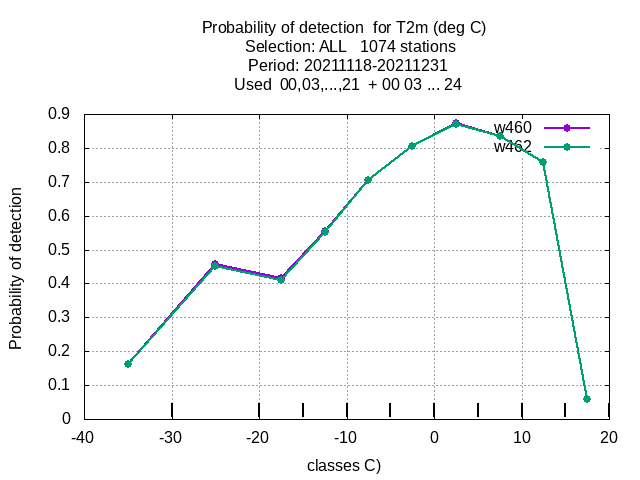 Probability of detection  for T2m (deg C)
Selection: ALL   1074 stations
Period: 20211118-20211231
Used  00,03,...,21  + 00 03 ... 24
w460
w462
Probability of detection
0.9
0.8
0.7
0.6
0.5
0.4
0.3
0.2
0.1
0
-40 -30 -20 -10 0 10 20
classes C)